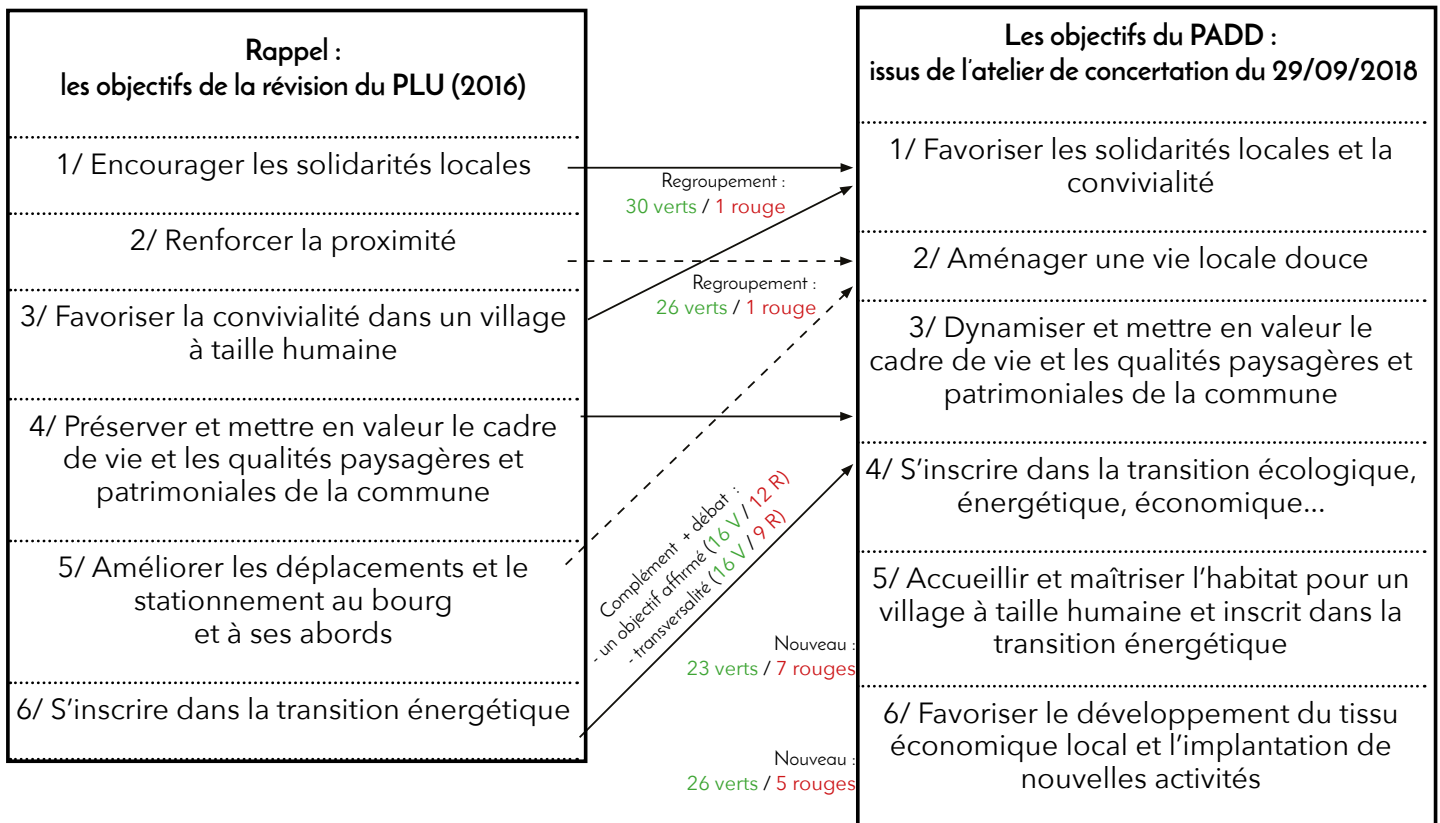 Rappel :
les objectifs de la révision du PLU (2016)
1/ Encourager les solidarités locales
2/ Renforcer la proximité
3/ Favoriser la convivialité dans un village
à taille humaine
4/ Préserver et mettre en valeur le cadre
de vie et les qualités paysagères et
patrimoniales de la commune
5/ Améliorer les déplacements et le
stationnement au bourg
et à ses abords
6/ S’inscrire dans la transition énergétique
Regroupement :
30 verts / 1 rouge
Regroupement :
26 verts / 1 rouge
Complément + débat :
- un objectif affirmé (16 V / 12 R)
- transversalité (16 V / 9 R)
Nouveau :
23 verts / 7 rouges
Nouveau :
26 verts / 5 rouges
Les objectifs du PADD :
issus de l’atelier de concertation du 29/09/2018
1/ Favoriser les solidarités locales et la
convivialité
2/ Aménager une vie locale douce
3/ Dynamiser et mettre en valeur le
cadre de vie et les qualités paysagères et
patrimoniales de la commune
4/ S’inscrire dans la transition écologique,
énergétique, économique...
5/ Accueillir et maîtriser l’habitat pour un
village à taille humaine et inscrit dans la
transition énergétique
6/ Favoriser le développement du tissu
économique local et l’implantation de
nouvelles activités